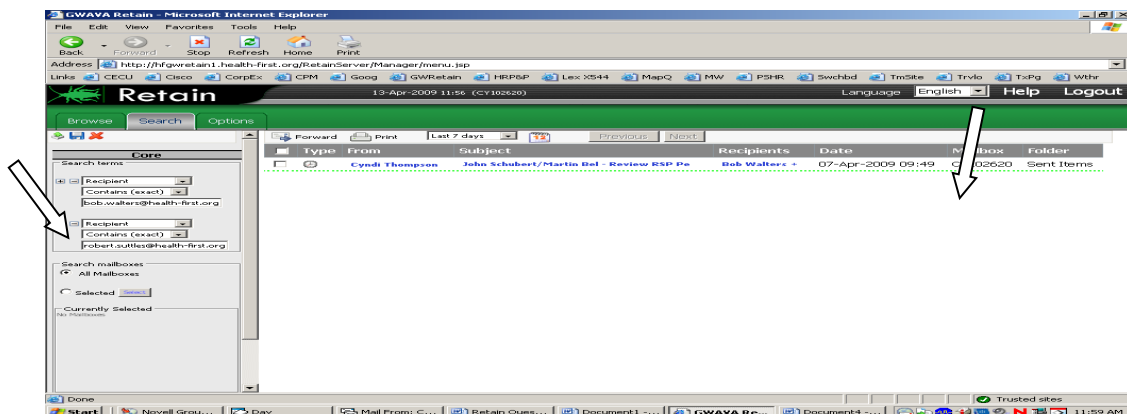 GWAVA Retain - Microsoft Internet Explorer
File Edit View Favorites Tools Help
Back Forward Stop Refresh Home Print
Address http://hfgwretain1.health-first.org/RetainServer/Manager/menu.jsp
Links CECU Cisco CorpEx CPM Goog GWRetain HRP&P Lex X544 MapQ MW PSHR Swchbd TmSite Trvlo TxPg Wthr
Retain 13-Apr-2009 11:56 (CY102620) Language English Help Logout
Browse Search Options
Forward Print Last 7 days 12 Previous Next
Core
Type From Subject Recipients Date Mailbox Folder
Cyndi Thompson John Schubert/Martin Bel - Review RSP Pe Bob Walters + 07-Apr-2009 09:49 02620 Sent Items
Search terms
Recipient
Contains (exact)
bob.walters@health-first.org
Recipient
Contains (exact)
robert.suttles@health-first.org
Search mailboxes
All Mailboxes
Selected Select
Currently Selected
No Mailboxes
Done Trusted sites
Start Novell Grou... Day Mail From: C... Retain Ques... Document1 -... GWAVA Re... Document4 -... 11:59 AM